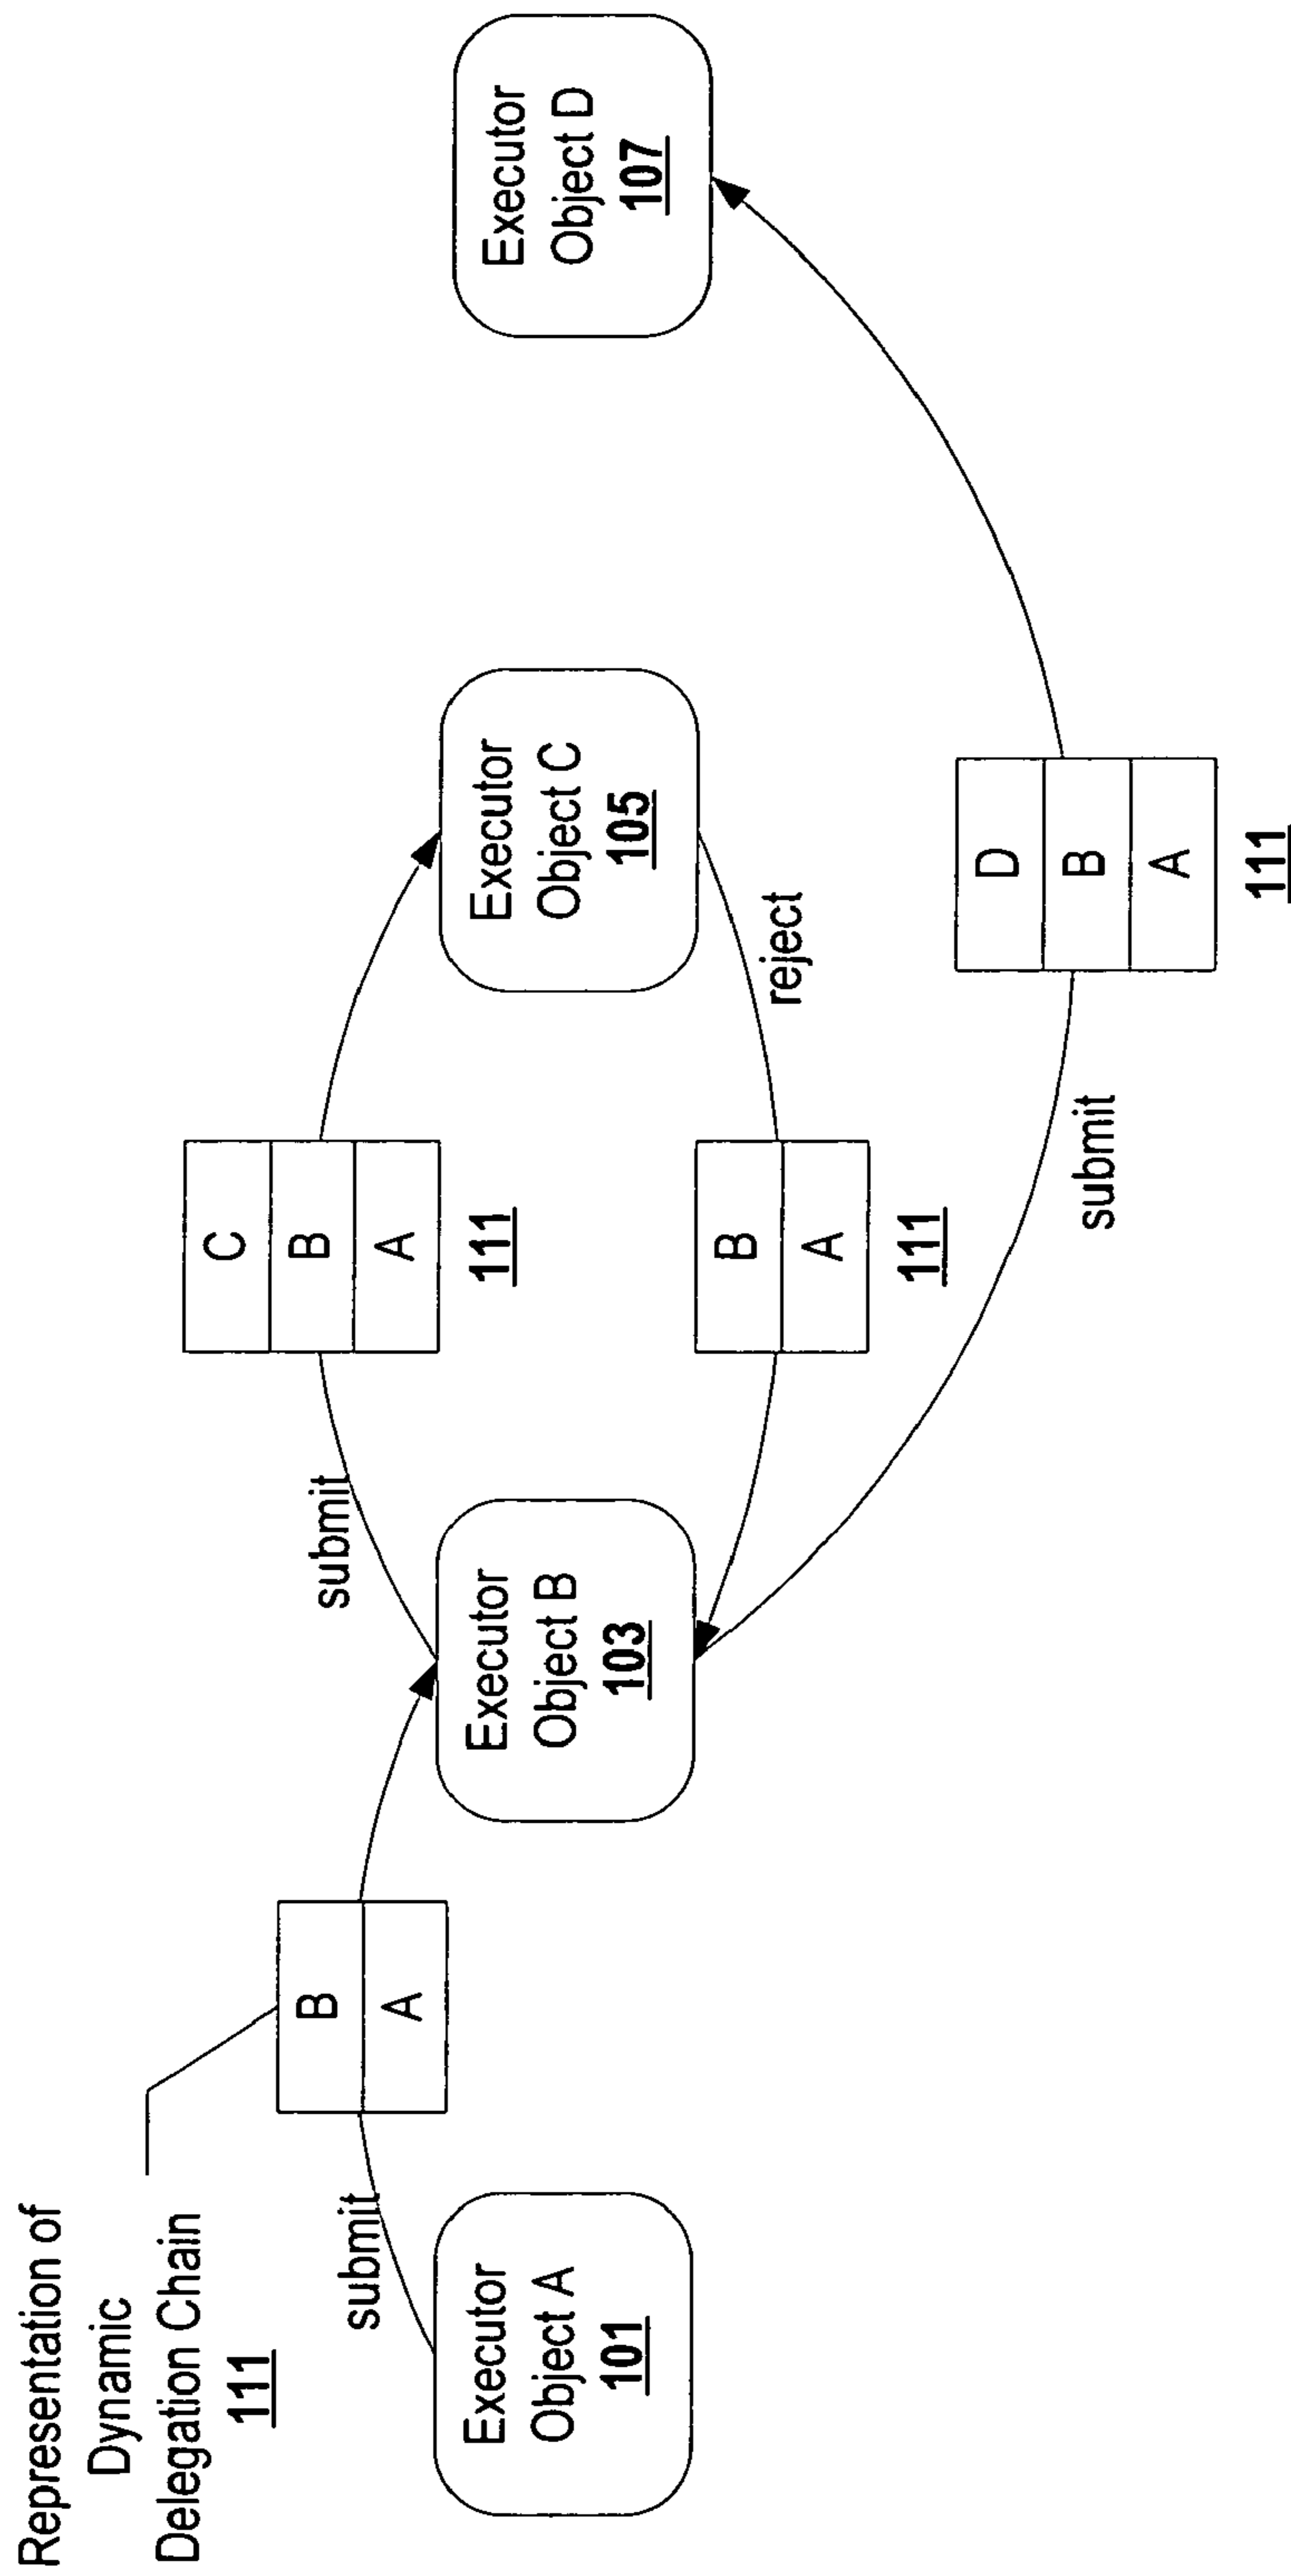 Representation of
Dynamic
Delegation Chain
111
submit
B
A
Executor
Object A
101
submit
C
B
A
111
Executor
Object B
103
B
A
111
reject
Executor
Object C
105
submit
D
B
A
111
Executor
Object D
107